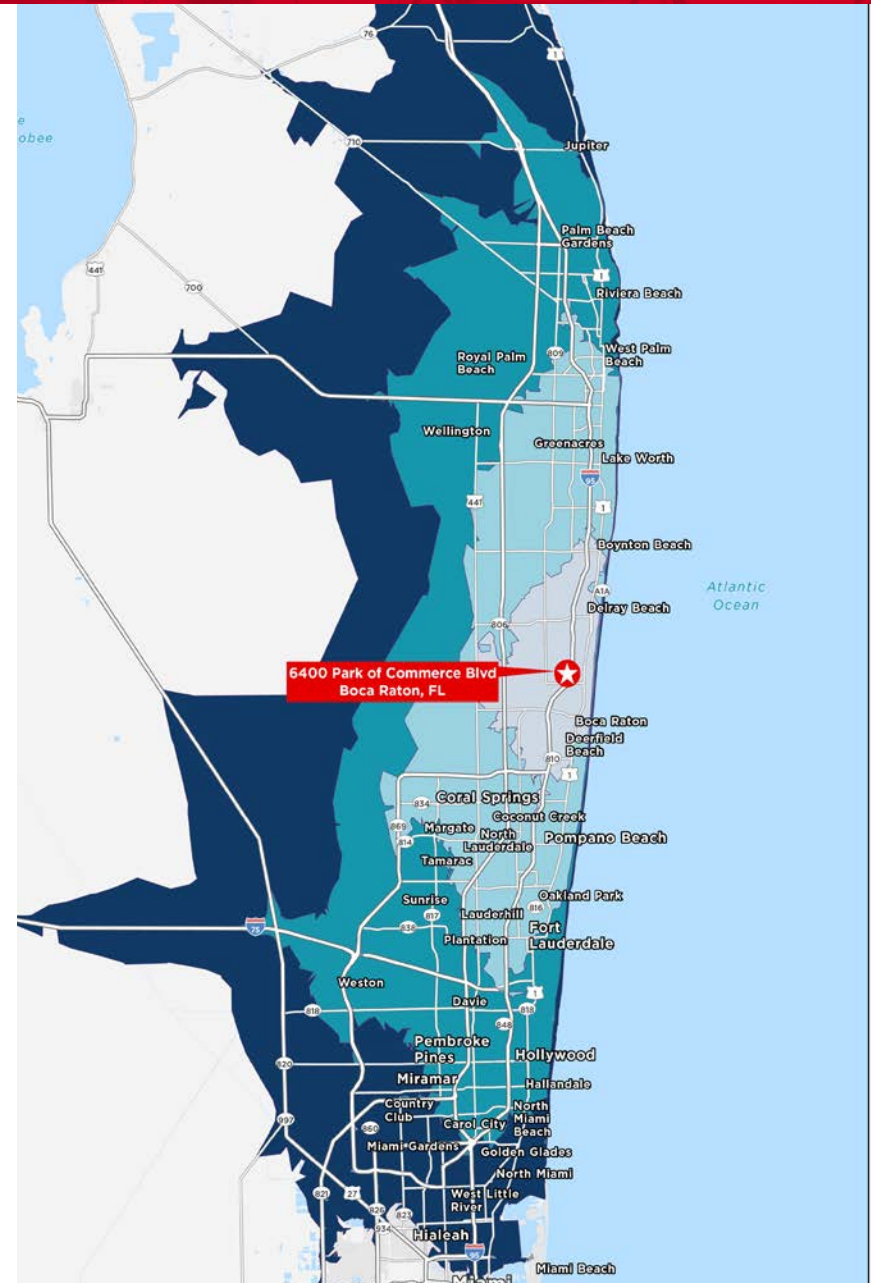 76
1
e
obee
710
Jupiter
Palm Beach
Gardens
441
1
700
Riviera Beach
809
West Palm
Beach
Royal Palm
Beach
Wellington
Greenacres
Lake Worth
95
441
1
Boynton Beach
A1A
Atlantic
Ocean
Delray Beach
806
6400 Park of Commerce Blvd
Boca Raton, FL
Boca Raton
Deerfield
Beach
810
1
Coral Springs
834
Coconut Creek
869
Margate
North
Lauderdale
Pompano Beach
814
Tamarac
Oakland Park
Sunrise
816
817
Lauderhill
Fort
Lauderdale
75
838
Plantation
Weston
1
Davie
818
818
848
Pembroke
Pines
Hollywood
820
Miramar
Hallandale
Country
Club
North
Miami
Beach
997
860
Carol City
Miami Gardens
Golden Glades
North Miami
821
27
West Little
River
826
823
934
Hialeah
95
Miami Beach
Miami